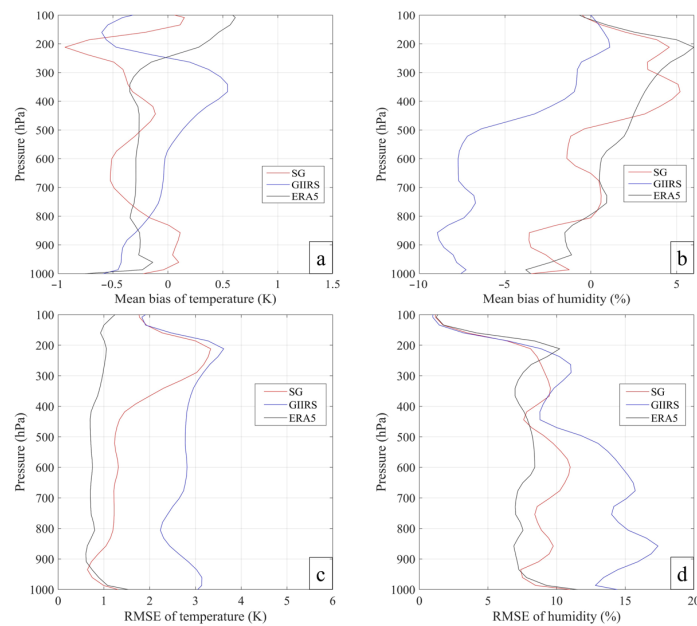 100
200
300
400
500
600
700
800
900
1000
Pressure (hPa)
-1 -0.5 0 0.5 1 1.5
Mean bias of temperature (K)
SG
GIIRS
ERA5
a
100
200
300
400
500
600
700
800
900
1000
Pressure (hPa)
-10 -5 0 5
Mean bias of humidity (%)
SG
GIIRS
ERA5
b
100
200
300
400
500
600
700
800
900
1000
Pressure (hPa)
0 1 2 3 4 5 6
RMSE of temperature (K)
SG
GIIRS
ERA5
c
100
200
300
400
500
600
700
800
900
1000
Pressure (hPa)
0 5 10 15 20
RMSE of humidity (%)
SG
GIIRS
ERA5
d